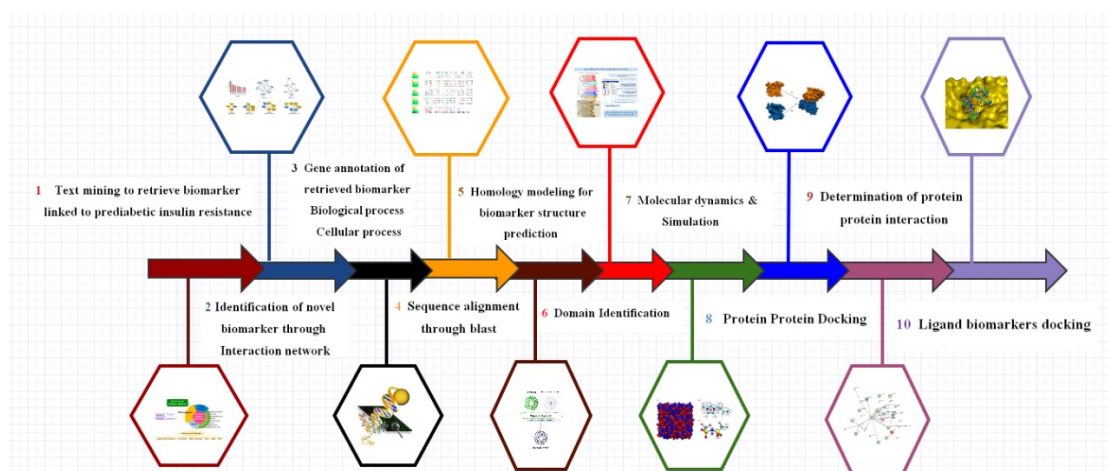 1 Text mining to retrieve biomarker
linked to prediabetic insulin resistance
2 Identification of novel
biomarker through
Interaction network
3 Gene annotation of
retrieved biomarker
Biological process
Cellular process
4 Sequence alignment
through blast
5 Homology modeling for
biomarker structure
prediction
6 Domain Identification
7 Molecular dynamics &
Simulation
8 Protein Protein Docking
9 Determination of protein
protein interaction
10 Ligand biomarkers docking